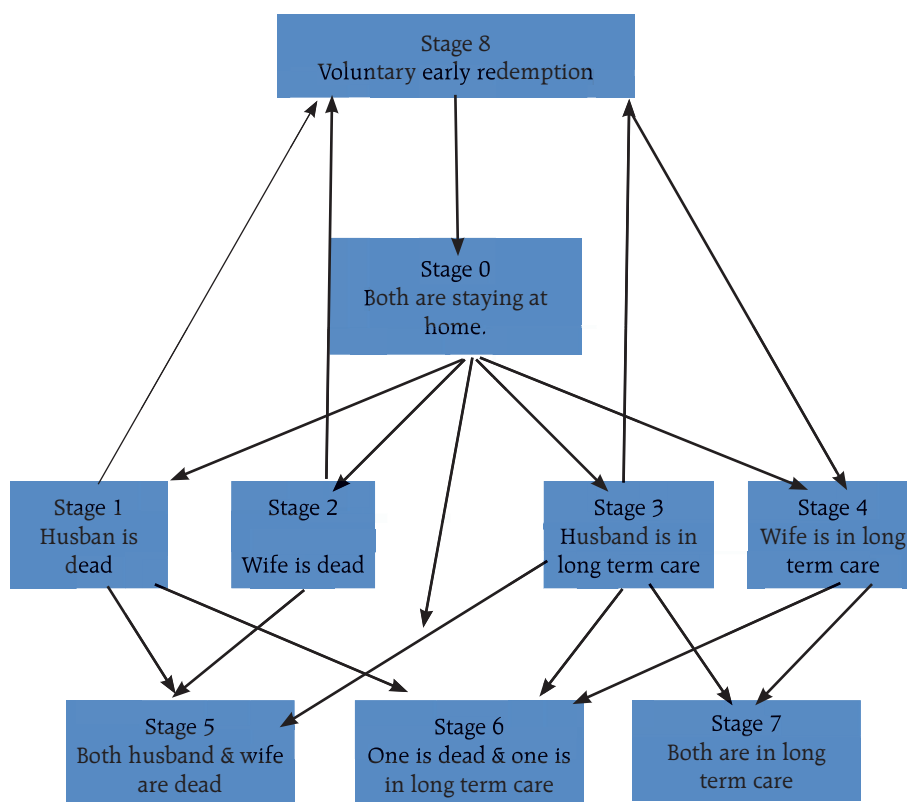 Stage 8
Voluntary early redemption
Stage 0
Both are staying at
home.
Stage 1
Husban is
dead
Stage 2
Wife is dead
Stage 3
Husband is in
long term care
Stage 4
Wife is in long
term care
Stage 5
Both husband & wife
are dead
Stage 6
One is dead & one is
in long term care
Stage 7
Both are in long
term care